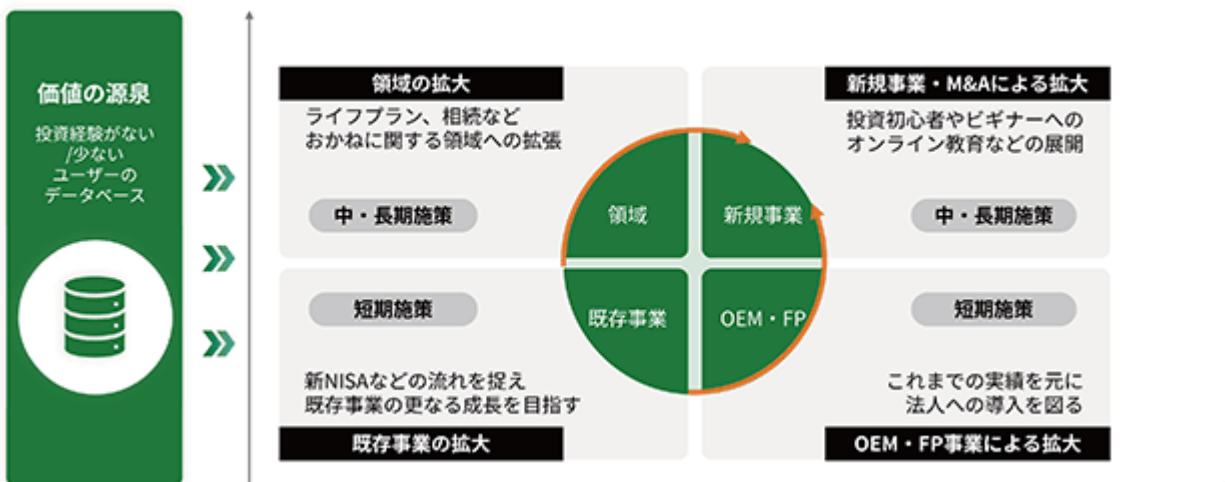 価値の源泉
投資経験がない
/少ない
ユーザーの
データベース
領域の拡大
ライフプラン、相続など
おかねに関する領域への拡張
中・長期施策
新規事業・M&Aによる拡大
投資初心者やビギナーへの
オンライン教育などの展開
中・長期施策
領域
新規事業
既存事業
OEM・FP
短期施策
新NISAなどの流れを捉え
既存事業の更なる成長を目指す
既存事業の拡大
短期施策
これまでの実績を元に
法人への導入を図る
OEM・FP事業による拡大